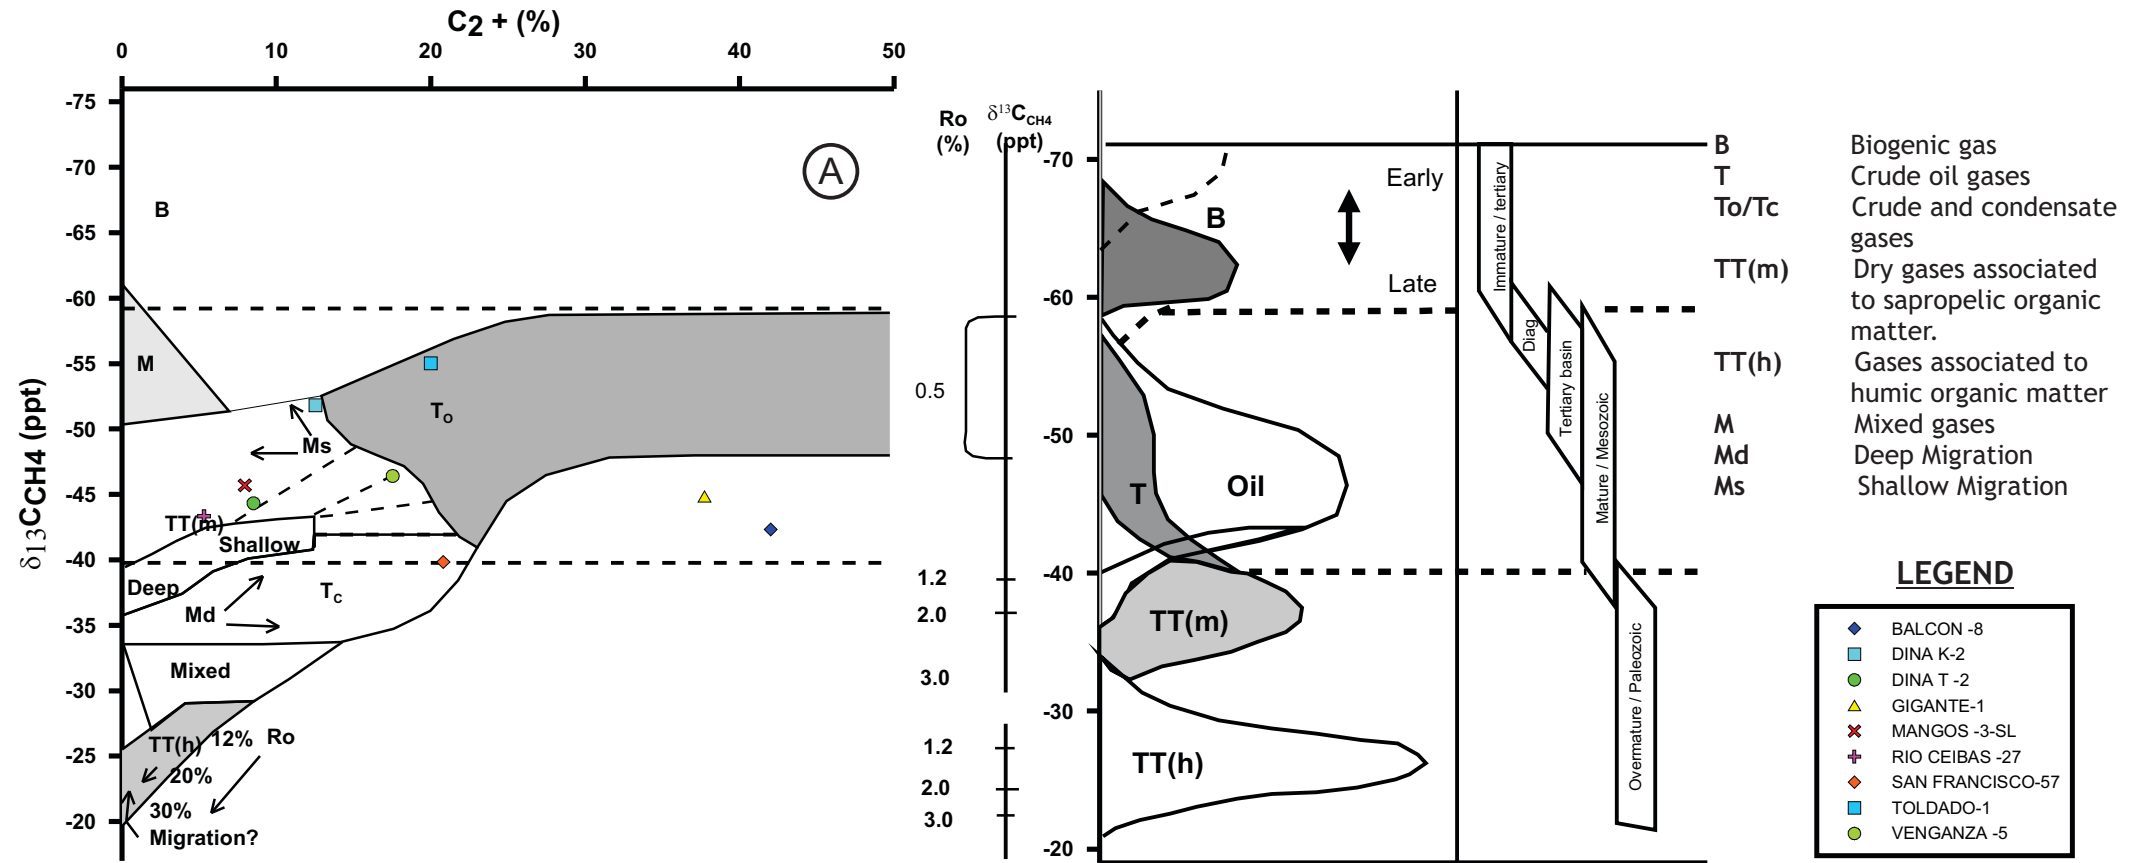 C2 + (%)
0 10 20 30 40 50
-75
-70
-65
-60
-55
-50
-45
-40
-35
-30
-25
-20
δ13CCH4 (ppt)
A
B
M
To
Ms
TT(m)
Shallow
Deep
Md
Tc
Mixed
TT(h)
12% Ro
20%
30%
Migration?
Ro
(%)
δ13CCH4
(ppt)
0.5
1.2
2.0
3.0
1.2
2.0
3.0
-70
-60
-50
-40
-30
-20
Early
B
Late
T
Oil
TT(m)
TT(h)
Immature / tertiary
Diag
Tertiary basin
Mature / Mesozoic
Overmature / Paleozoic
B Biogenic gas
T Crude oil gases
To/Tc Crude and condensate
gases
TT(m) Dry gases associated
to sapropelic organic
matter.
TT(h) Gases associated to
humic organic matter
M Mixed gases
Md Deep Migration
Ms Shallow Migration
LEGEND
BALCON -8
DINA K-2
DINA T -2
GIGANTE-1
MANGOS -3-SL
RIO CEIBAS -27
SAN FRANCISCO-57
TOLDADO-1
VENGANZA -5